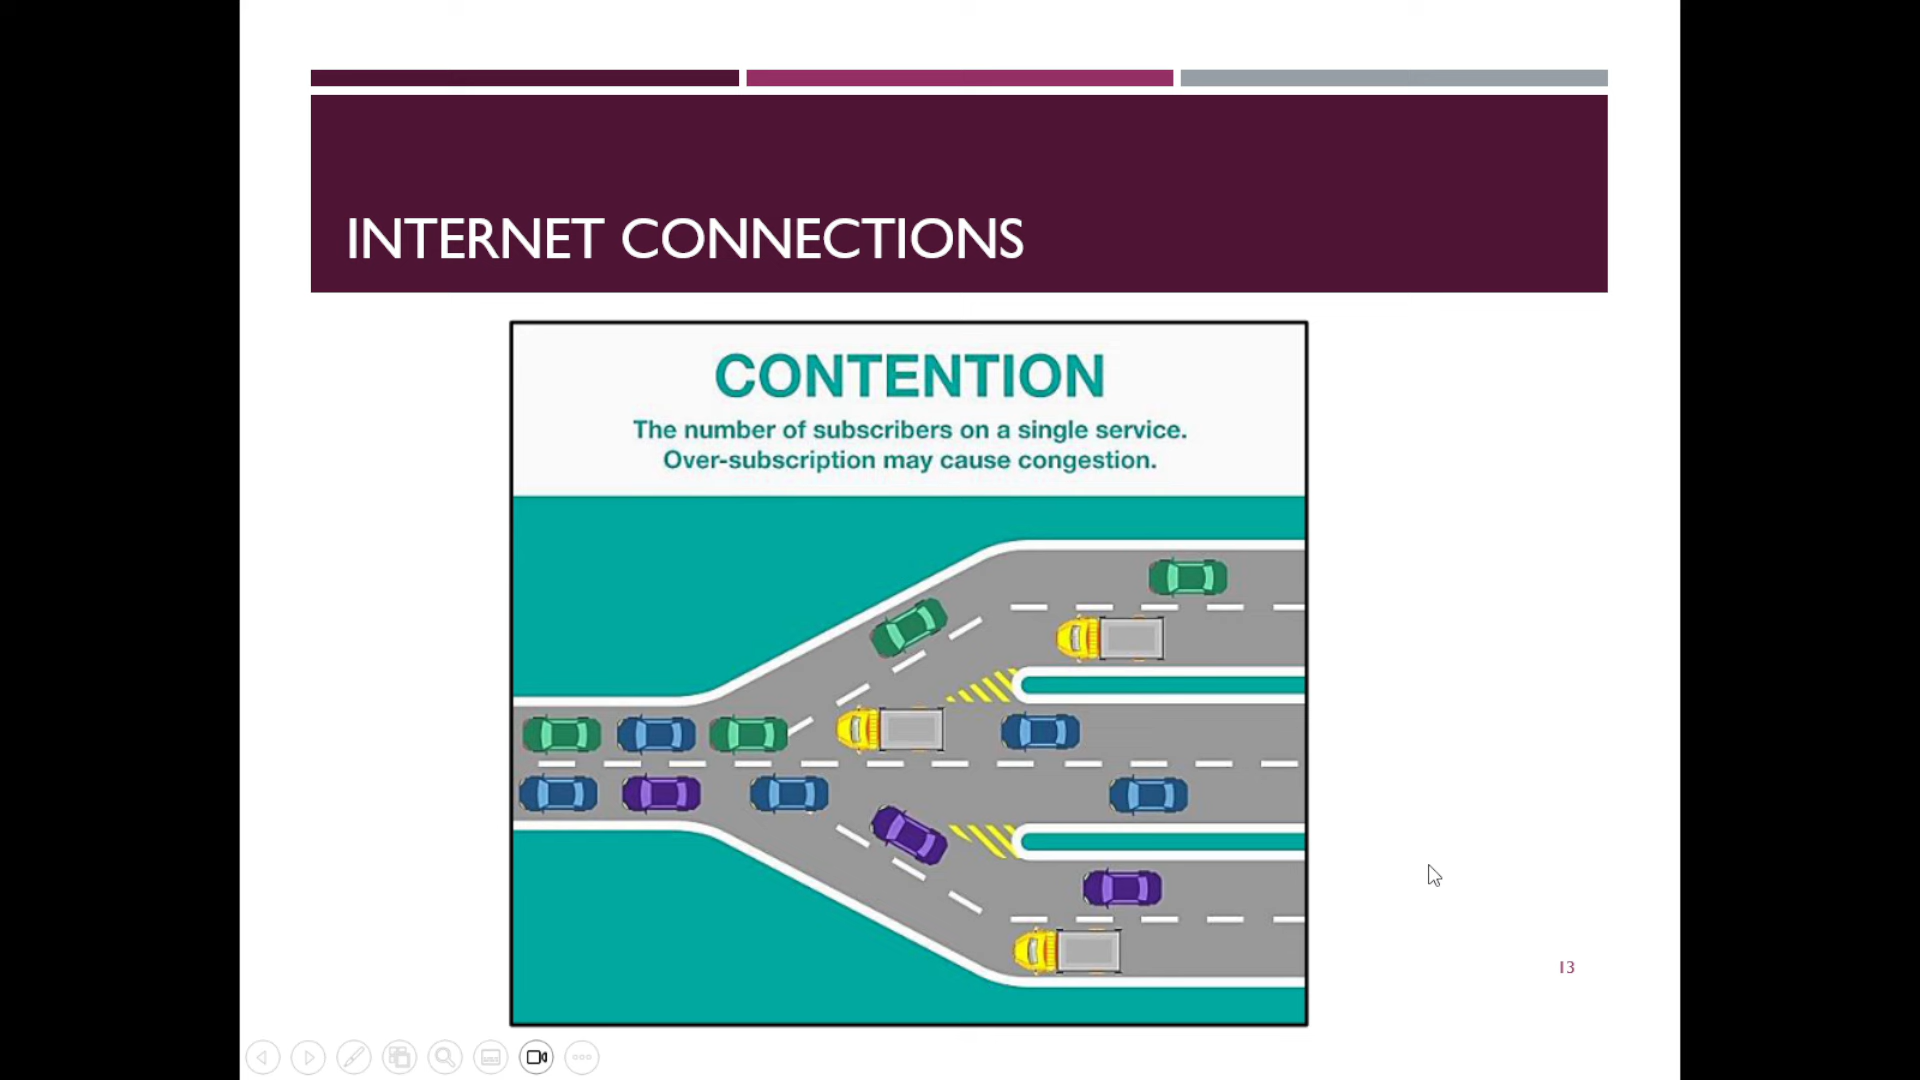 INTERNET CONNECTIONS
CONTENTION
The number of subscribers on a single service.
Over-subscription may cause congestion.
13